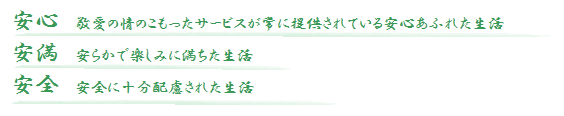 安心 敬愛の情のこもったサービスが常に提供されている安心あふれた生活
安満 安らかで楽しみに満ちた生活
安全 安全に十分配慮された生活